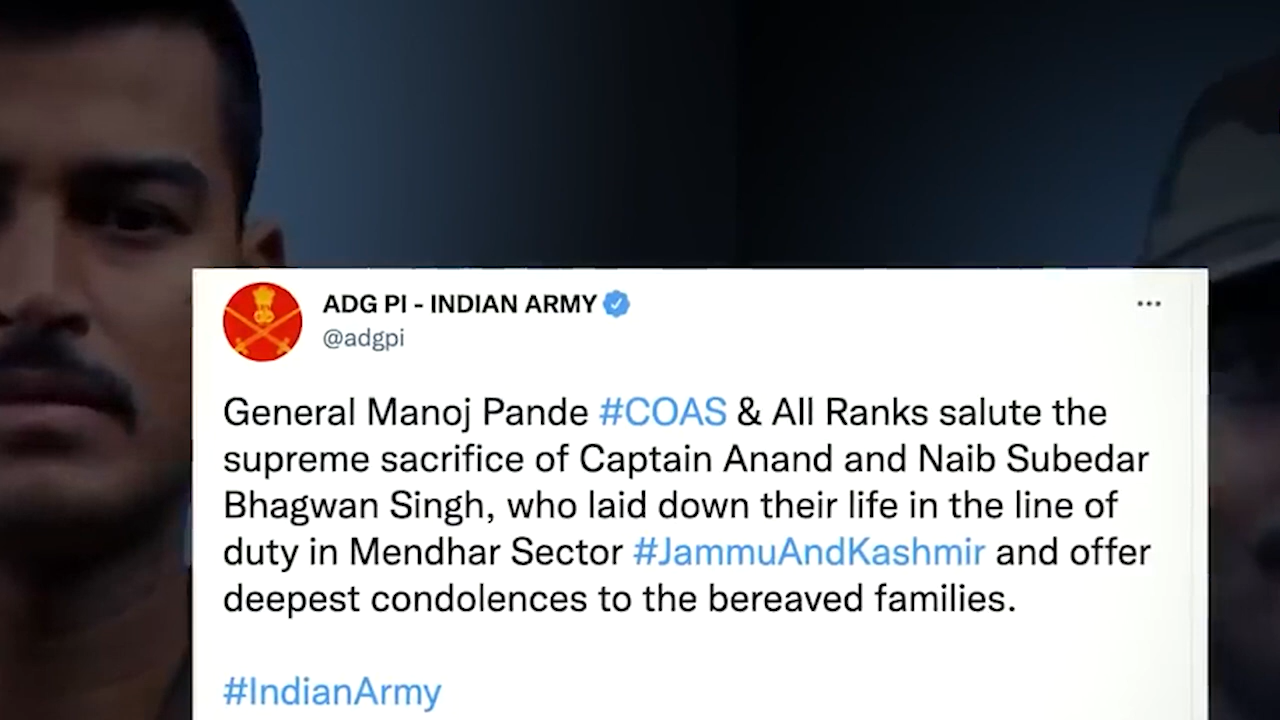 ADG PI - INDIAN ARMY
@adgpi
General Manoj Pande #COAS & All Ranks salute the
supreme sacrifice of Captain Anand and Naib Subedar
Bhagwan Singh, who laid down their life in the line of
duty in Mendhar Sector #JammuAndKashmir and offer
deepest condolences to the bereaved families.
#IndianArmy